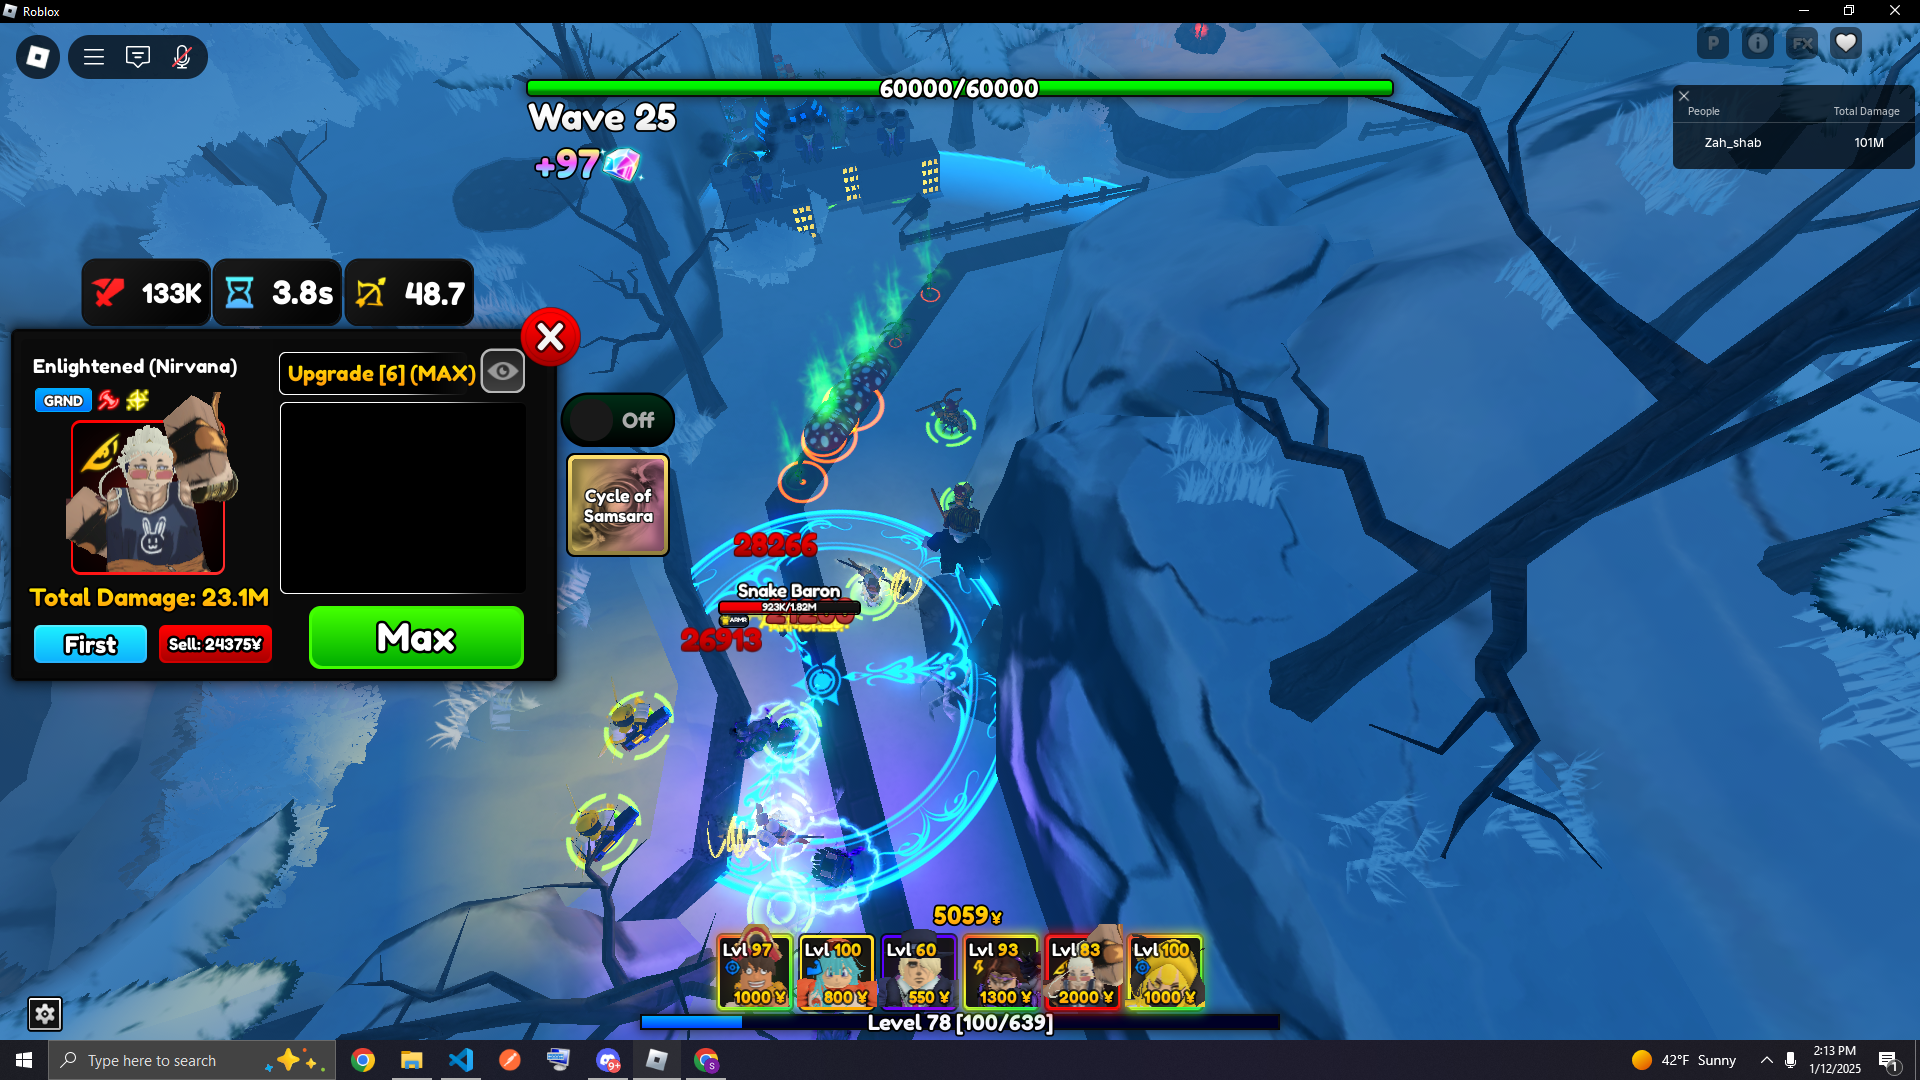 Roblox
60000/60000
Wave 25
+97
P
FX
People
Total Damage
Zah_shab
101M
133K
3.8s
48.7
Enlightened (Nirvana)
GRND
Upgrade [6] (MAX)
Off
Cycle of
Samsara
Total Damage: 23.1M
First
Sell: 24375¥
Max
28266
Snake Baron
923K/1.82M
ARMR
26913
5059¥
Lvl 97
1000 ¥
Lvl 100
800 ¥
Lvl 60
550 ¥
Lvl 93
1300 ¥
Lvl 83
2000 ¥
Lvl 100
1000 ¥
Level 78 [100/639]
Type here to search
9+
S
42°F Sunny
2:13 PM
1/12/2025
1